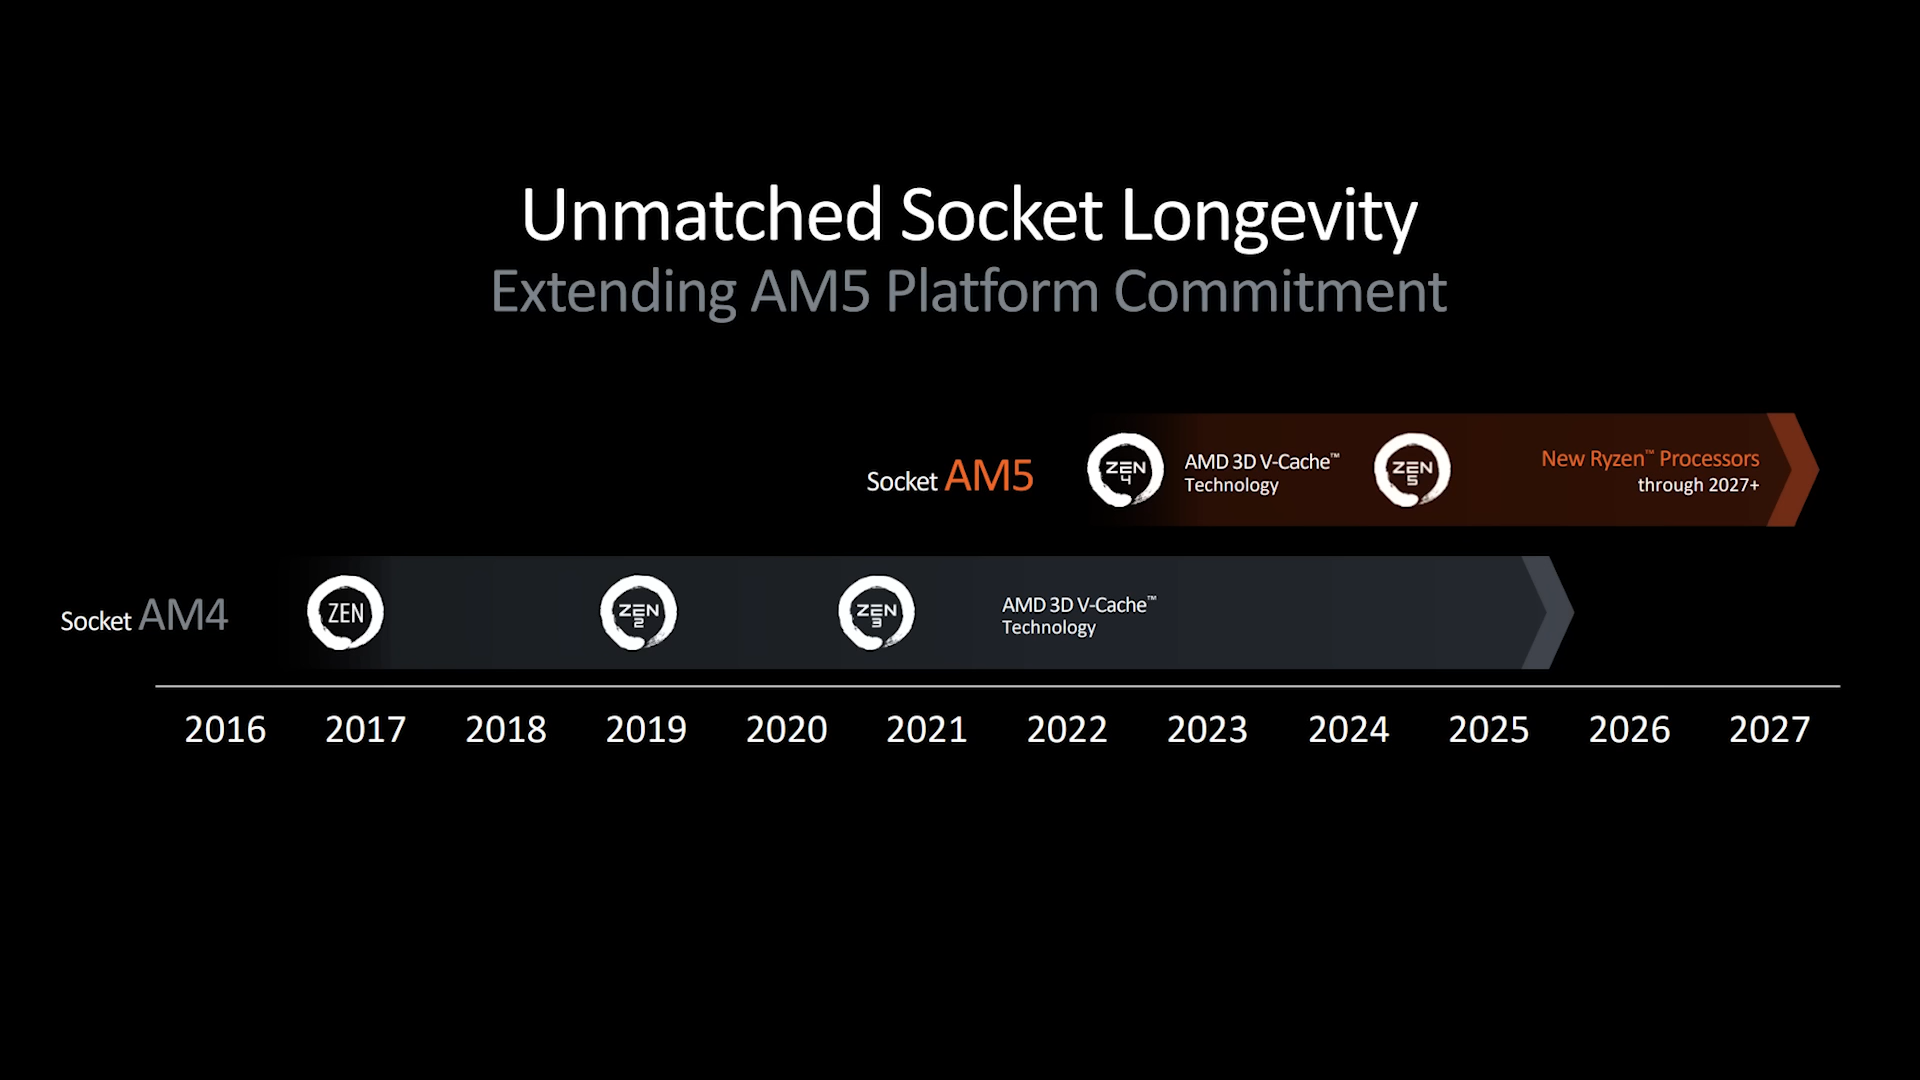 Unmatched Socket Longevity
Extending AM5 Platform Commitment
Socket AM5
ZEN
4
AMD 3D V-Cache™
Technology
ZEN
5
New Ryzen™ Processors
through 2027+
Socket AM4
ZEN
ZEN
2
ZEN
3
AMD 3D V-Cache™
Technology
2016 2017 2018 2019 2020 2021 2022 2023 2024 2025 2026 2027